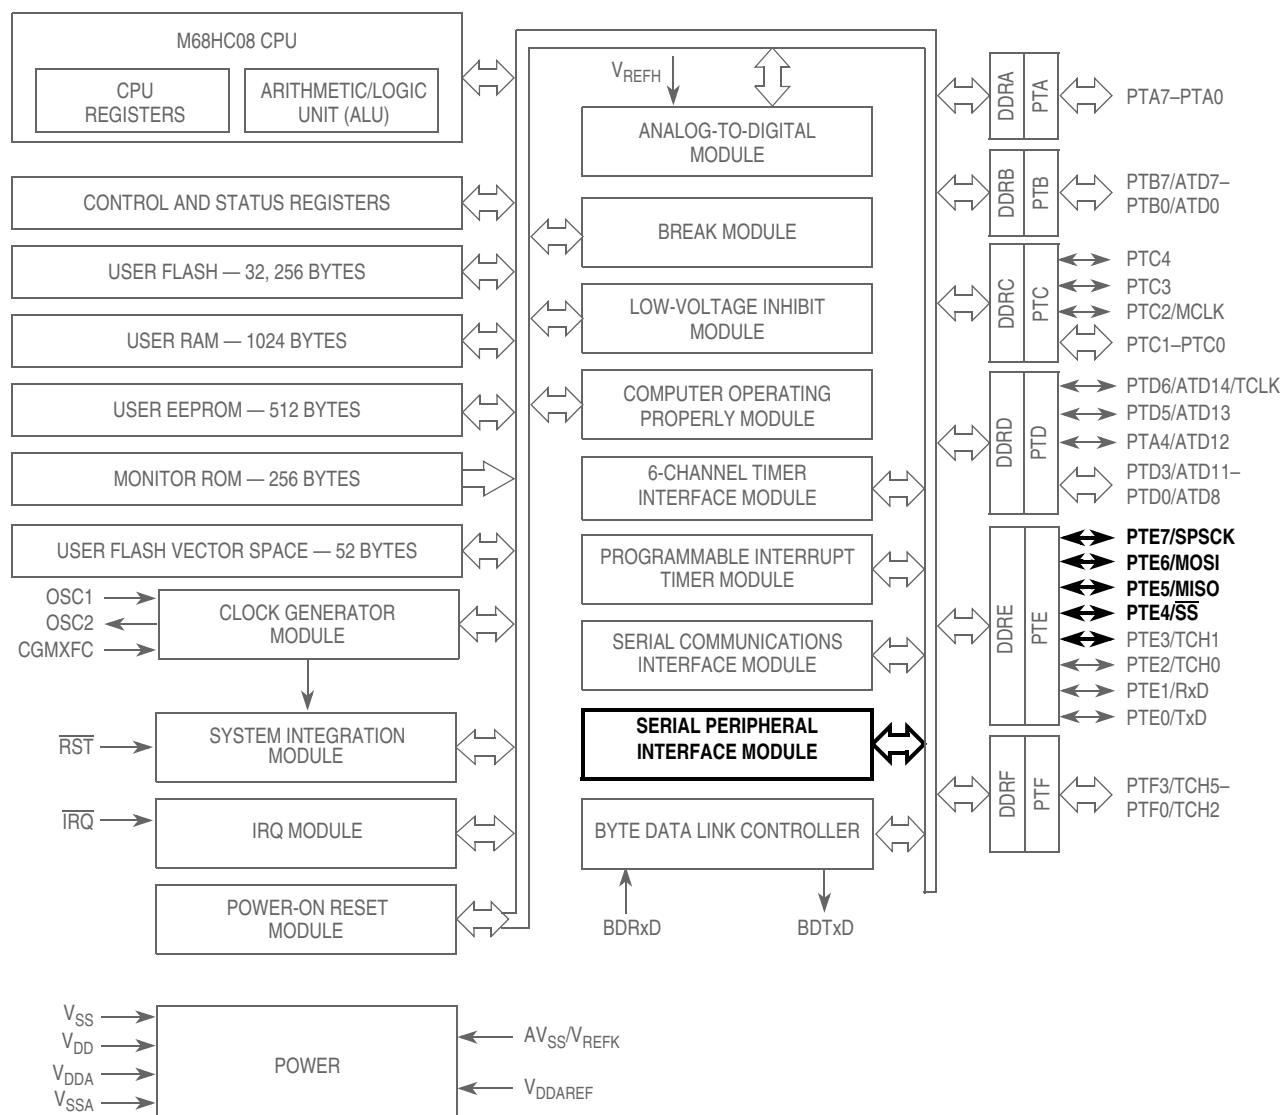 M68HC08 CPU
CPU
REGISTERS
ARITHMETIC/LOGIC
UNIT (ALU)
CONTROL AND STATUS REGISTERS
USER FLASH — 32, 256 BYTES
USER RAM — 1024 BYTES
USER EEPROM — 512 BYTES
MONITOR ROM — 256 BYTES
USER FLASH VECTOR SPACE — 52 BYTES
OSC1
OSC2
CGMXFC
CLOCK GENERATOR
MODULE
RST
SYSTEM INTEGRATION
MODULE
IRQ
IRQ MODULE
POWER-ON RESET
MODULE
VSS
VDD
VDDA
VSSA
POWER
AVSS/VREFK
VDDAREF
VREFH
ANALOG-TO-DIGITAL
MODULE
BREAK MODULE
LOW-VOLTAGE INHIBIT
MODULE
COMPUTER OPERATING
PROPERLY MODULE
6-CHANNEL TIMER
INTERFACE MODULE
PROGRAMMABLE INTERRUPT
TIMER MODULE
SERIAL COMMUNICATIONS
INTERFACE MODULE
SERIAL PERIPHERAL
INTERFACE MODULE
BYTE DATA LINK CONTROLLER
BDRxD
BDTxD
DDRA
PTA
PTA7–PTA0
DDRB
PTB
PTB7/ATD7–
PTB0/ATD0
DDRC
PTC
PTC4
PTC3
PTC2/MCLK
PTC1–PTC0
DDRD
PTD
PTD6/ATD14/TCLK
PTD5/ATD13
PTA4/ATD12
PTD3/ATD11–
PTD0/ATD8
DDRE
PTE
PTE7/SPSCK
PTE6/MOSI
PTE5/MISO
PTE4/SS
PTE3/TCH1
PTE2/TCH0
PTE1/RxD
PTE0/TxD
DDRF
PTF
PTF3/TCH5–
PTF0/TCH2